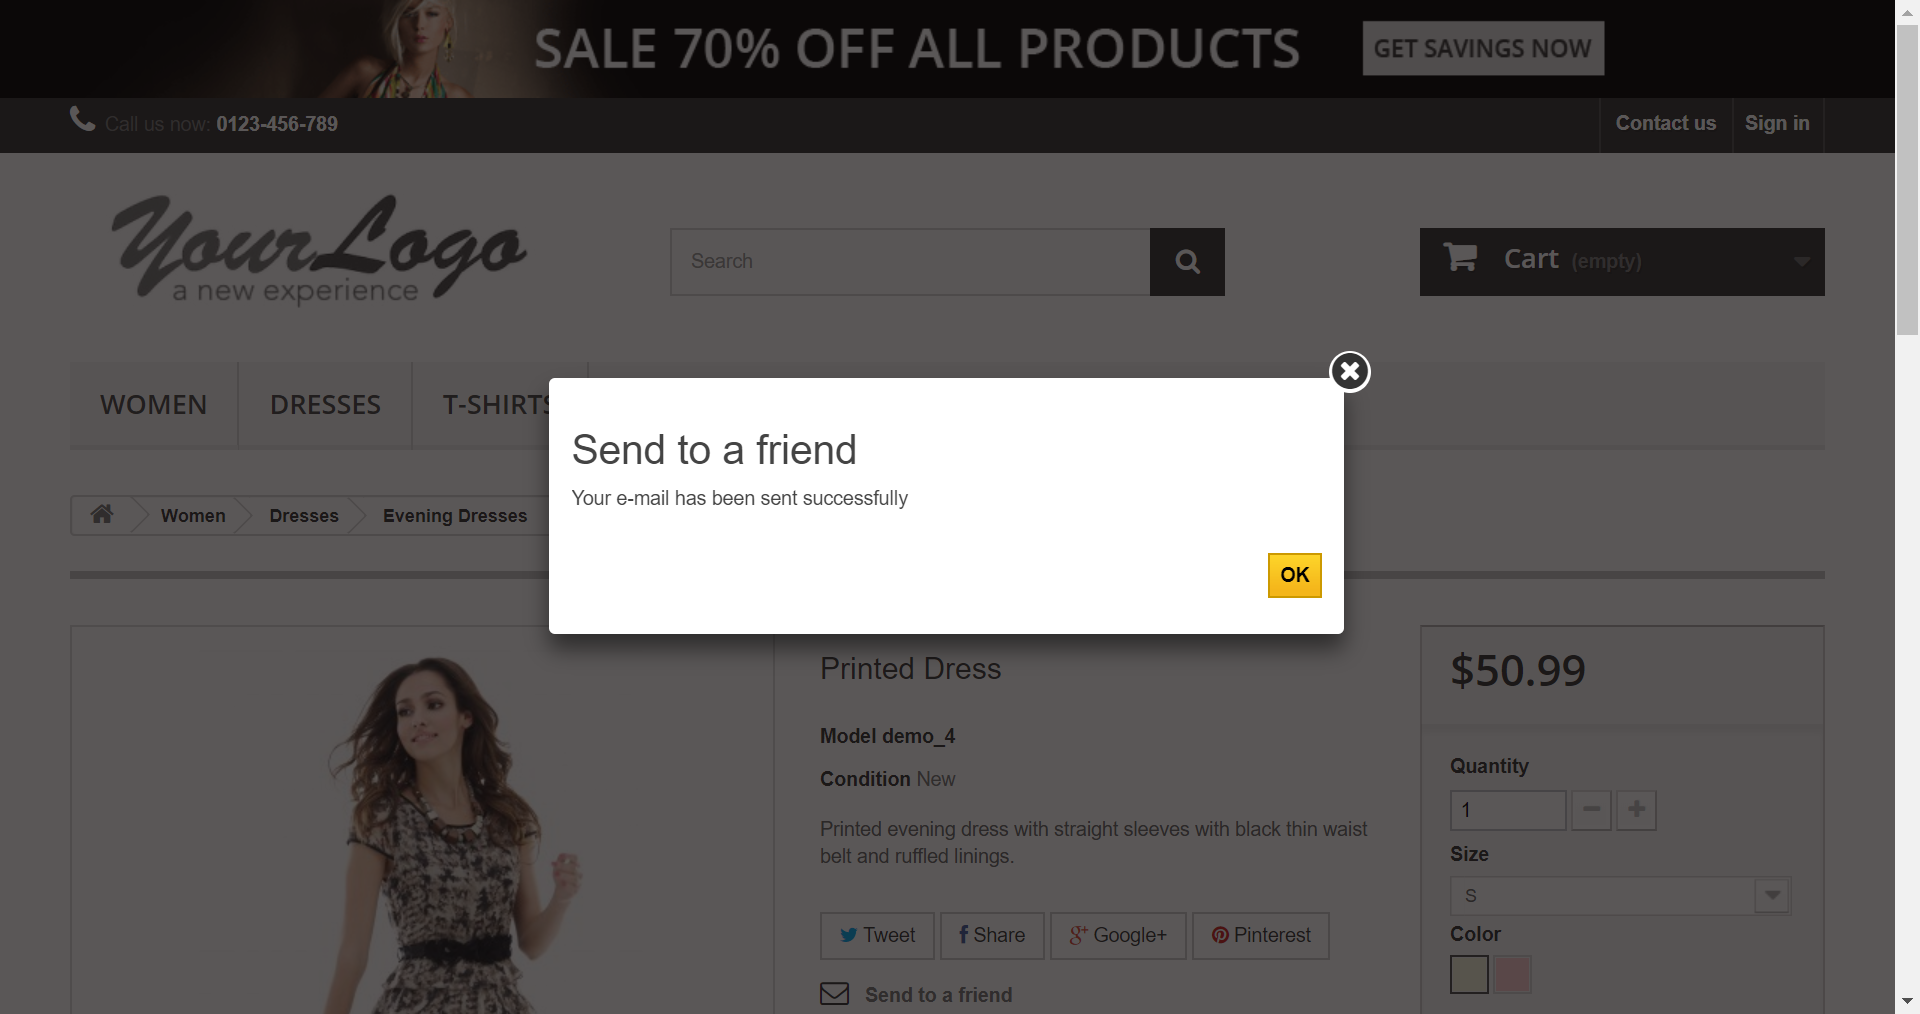 SALE 70% OFF ALL PRODUCTS
GET SAVINGS NOW
Call us now: 0123-456-789
Contact us
Sign in
YourLogo
a new experience
Search
Cart (empty)
WOMEN
DRESSES
T-SHIRTS
Send to a friend
Your e-mail has been sent successfully
OK
Women
Dresses
Evening Dresses
Printed Dress
Model demo_4
Condition New
Printed evening dress with straight sleeves with black thin waist
belt and ruffled linings.
Tweet
Share
Google+
Pinterest
Send to a friend
$50.99
Quantity
1
Size
S
Color